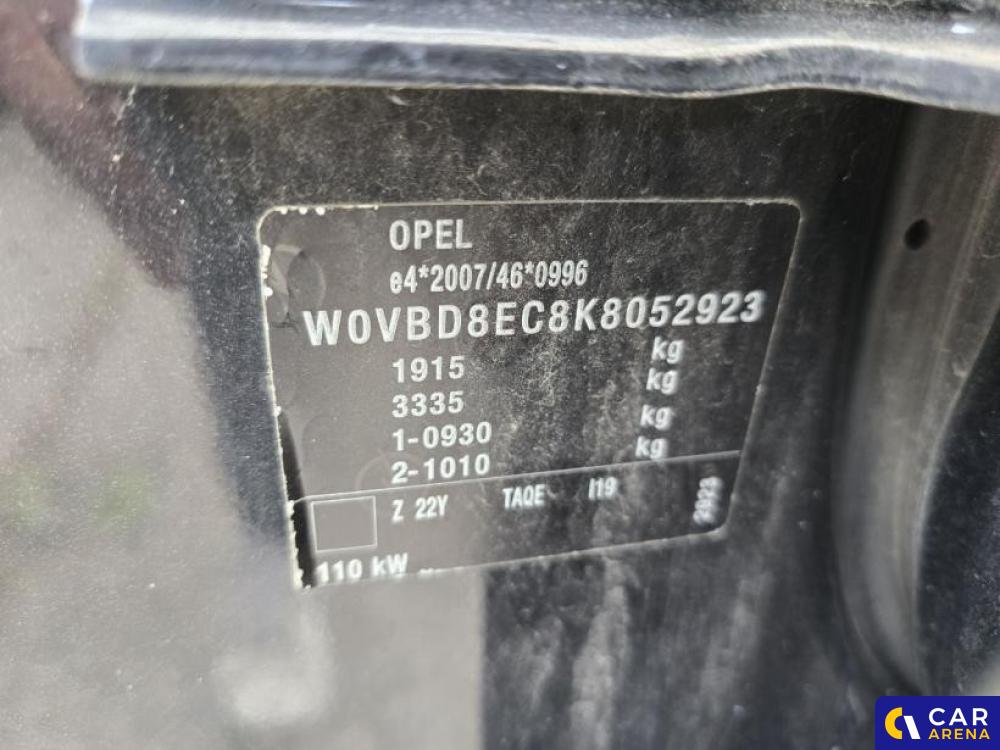 OPEL
e4*2007/46*0996
W0VBD8EC8K8052923
1915 kg
3335 kg
1-0930 kg
2-1010 kg
Z 22Y TAQE I19 2923
110 kW
CAR
ARENA